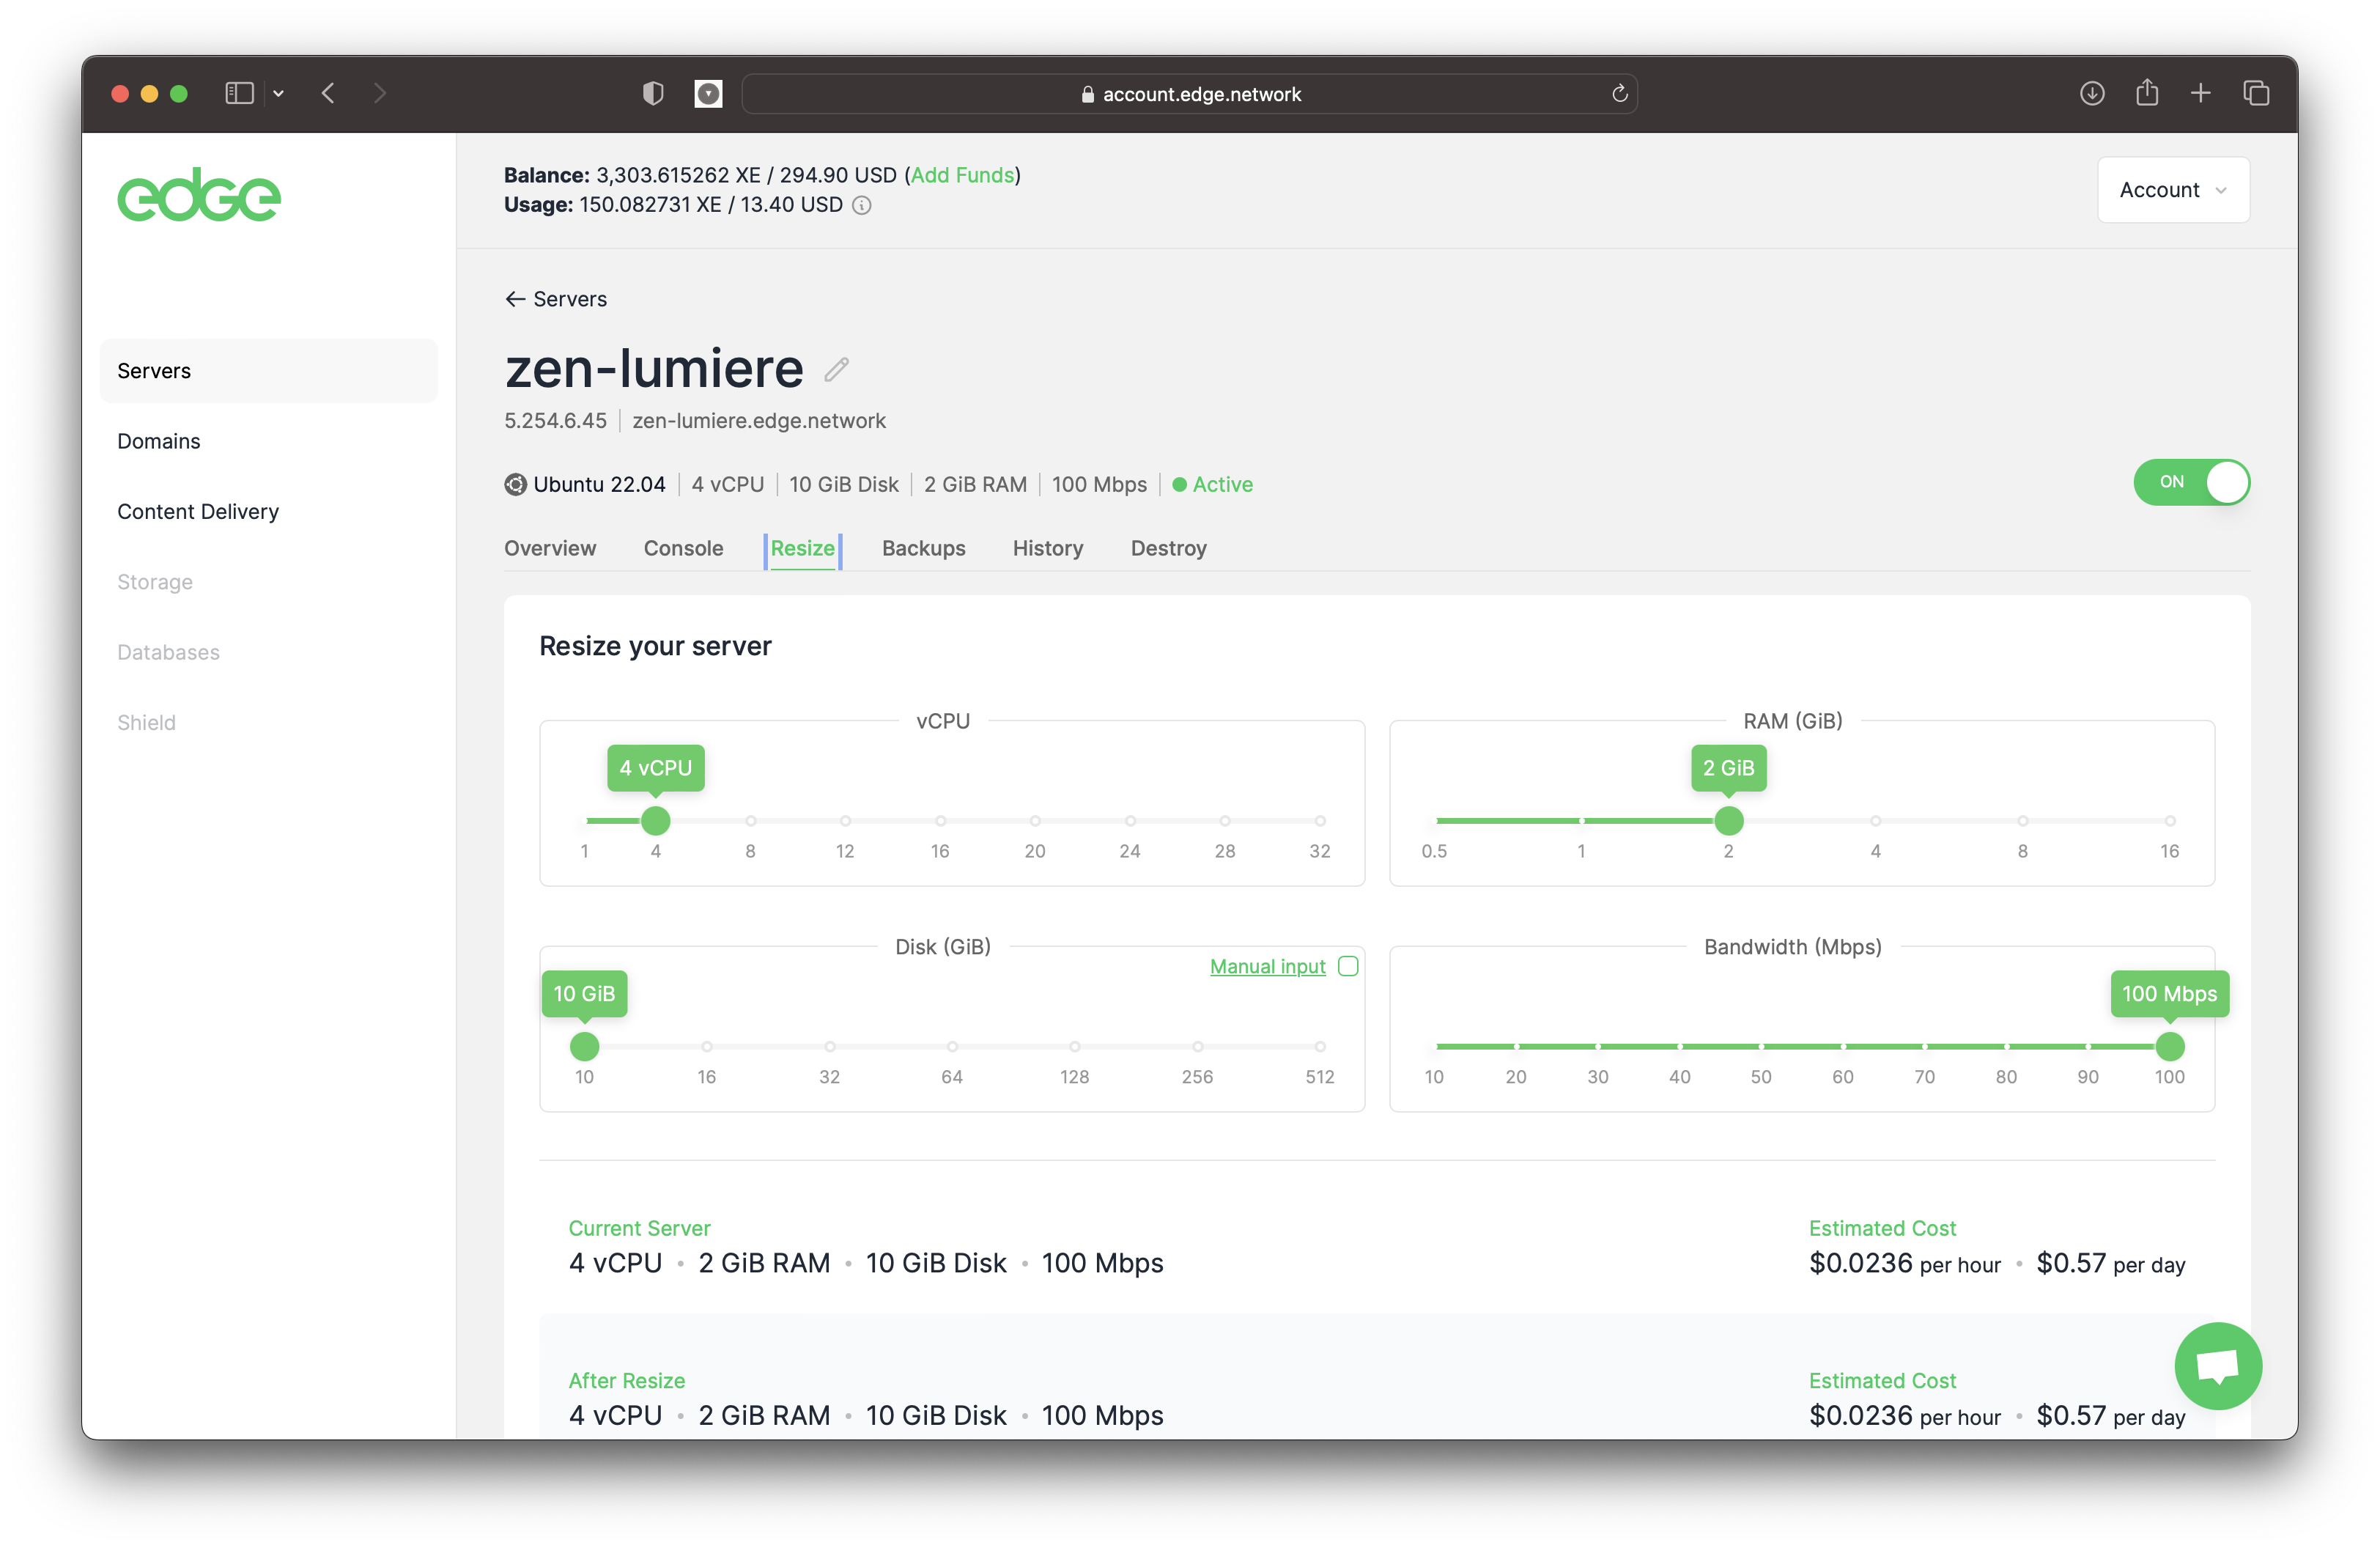 account.edge.network
edge
Balance: 3,303.615262 XE / 294.90 USD (Add Funds)
Usage: 150.082731 XE / 13.40 USD
Account
Servers
Domains
Content Delivery
Storage
Databases
Shield
← Servers
zen-lumiere
5.254.6.45 | zen-lumiere.edge.network
Ubuntu 22.04 | 4 vCPU | 10 GiB Disk | 2 GiB RAM | 100 Mbps | Active
ON
Overview Console Resize Backups History Destroy
Resize your server
vCPU
4 vCPU
1 4 8 12 16 20 24 28 32
RAM (GiB)
2 GiB
0.5 1 2 4 8 16
Disk (GiB)
Manual input
10 GiB
10 16 32 64 128 256 512
Bandwidth (Mbps)
100 Mbps
10 20 30 40 50 60 70 80 90 100
Current Server
4 vCPU • 2 GiB RAM • 10 GiB Disk • 100 Mbps
Estimated Cost
$0.0236 per hour • $0.57 per day
After Resize
4 vCPU • 2 GiB RAM • 10 GiB Disk • 100 Mbps
Estimated Cost
$0.0236 per hour • $0.57 per day